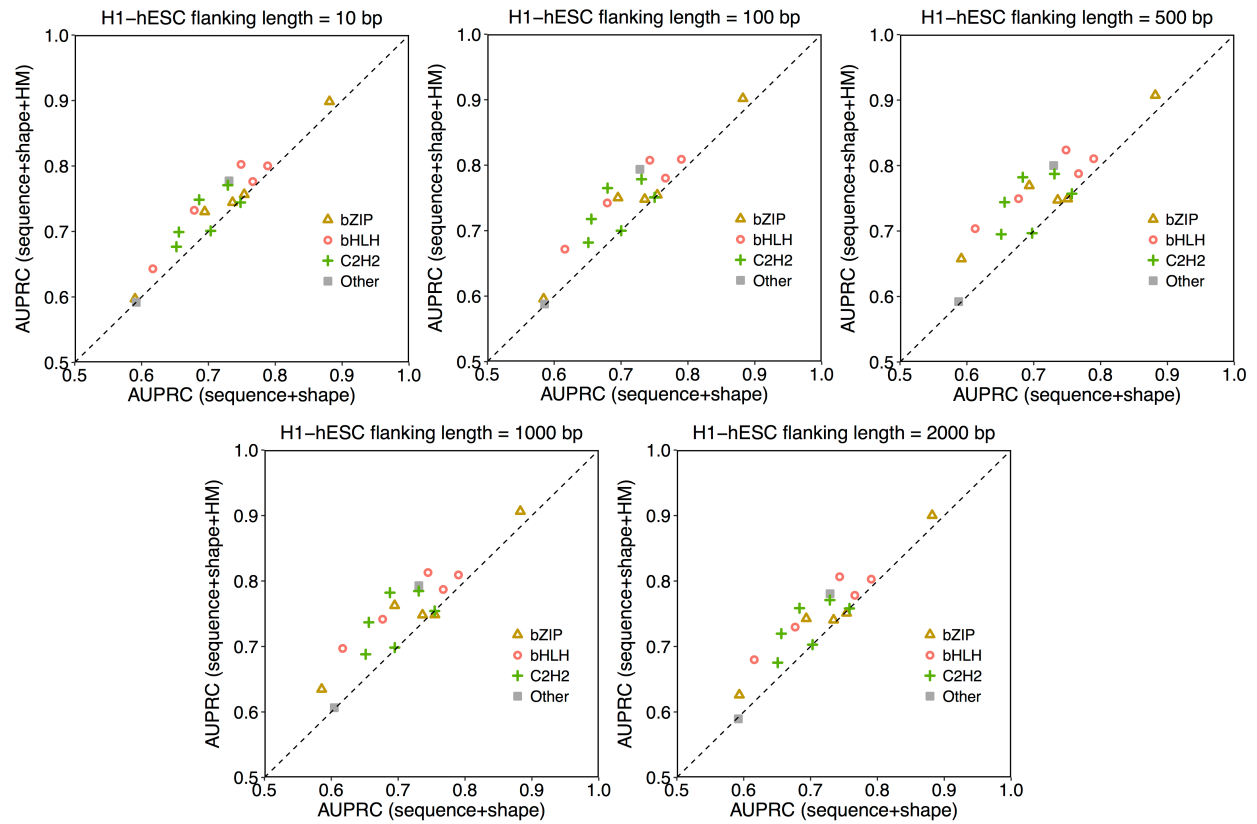 H1−hESC flanking length = 10 bp
AUPRC (sequence+shape+HM)
1.0
0.9
0.8
0.7
0.6
0.5
bZIP
bHLH
C2H2
Other
0.5 0.6 0.7 0.8 0.9 1.0
AUPRC (sequence+shape)
H1−hESC flanking length = 100 bp
AUPRC (sequence+shape+HM)
1.0
0.9
0.8
0.7
0.6
0.5
bZIP
bHLH
C2H2
Other
0.5 0.6 0.7 0.8 0.9 1.0
AUPRC (sequence+shape)
H1−hESC flanking length = 500 bp
AUPRC (sequence+shape+HM)
1.0
0.9
0.8
0.7
0.6
0.5
bZIP
bHLH
C2H2
Other
0.5 0.6 0.7 0.8 0.9 1.0
AUPRC (sequence+shape)
H1−hESC flanking length = 1000 bp
AUPRC (sequence+shape+HM)
1.0
0.9
0.8
0.7
0.6
0.5
bZIP
bHLH
C2H2
Other
0.5 0.6 0.7 0.8 0.9 1.0
AUPRC (sequence+shape)
H1−hESC flanking length = 2000 bp
AUPRC (sequence+shape+HM)
1.0
0.9
0.8
0.7
0.6
0.5
bZIP
bHLH
C2H2
Other
0.5 0.6 0.7 0.8 0.9 1.0
AUPRC (sequence+shape)